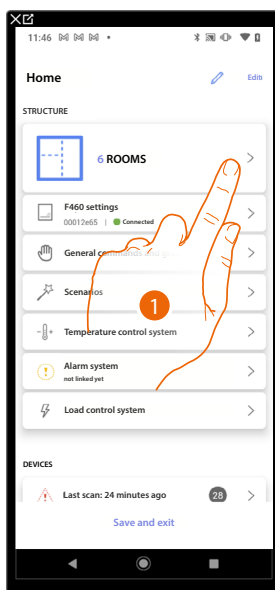 11:46
Home
Edit
STRUCTURE
6 ROOMS
F460 settings
00012e65 | Connected
General commands and
Scenarios
1
Temperature control system
Alarm system
not linked yet
Load control system
DEVICES
Last scan: 24 minutes ago
28
Save and exit